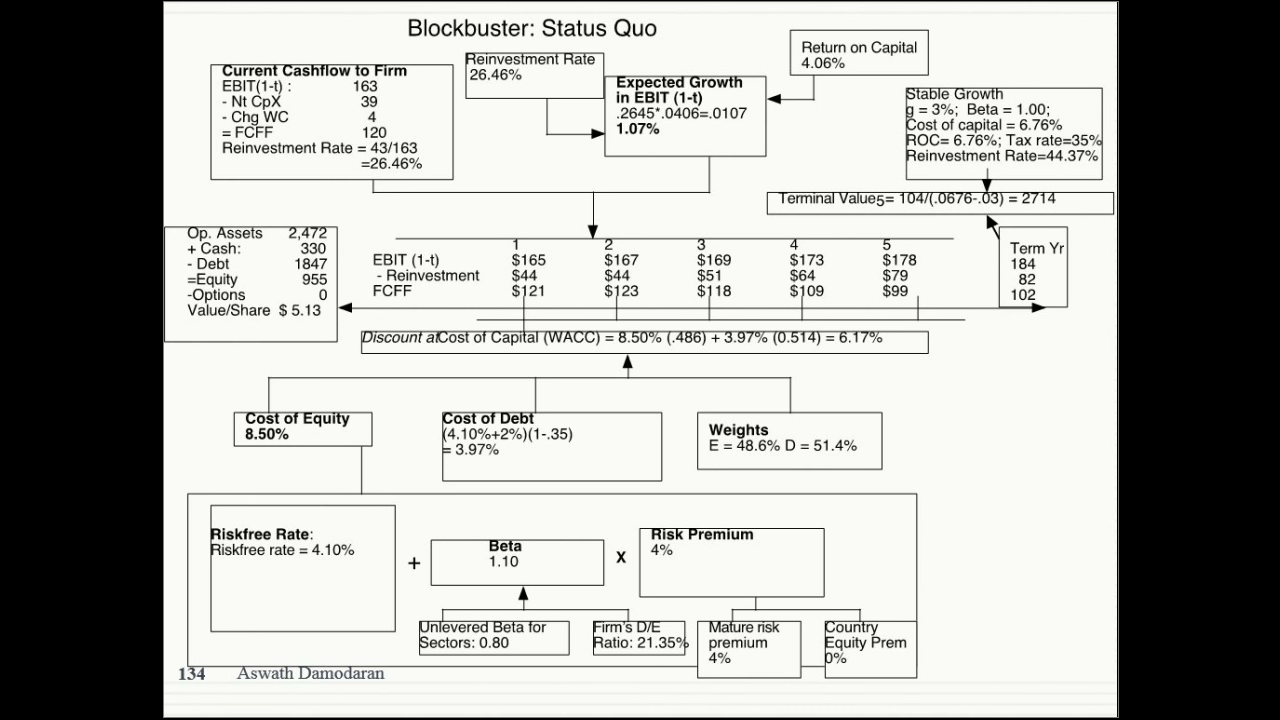 Blockbuster: Status Quo
Return on Capital
4.06%
Reinvestment Rate
26.46%
Current Cashflow to Firm
EBIT(1-t) : 163
- Nt CpX 39
- Chg WC 4
= FCFF 120
Reinvestment Rate = 43/163
=26.46%
Expected Growth
in EBIT (1-t)
.2645*.0406=.0107
1.07%
Stable Growth
g = 3%; Beta = 1.00;
Cost of capital = 6.76%
ROC= 6.76%; Tax rate=35%
Reinvestment Rate=44.37%
Terminal Value5= 104/(.0676-.03) = 2714
Op. Assets 2,472
+ Cash: 330
- Debt 1847
=Equity 955
-Options 0
Value/Share $ 5.13
1 2 3 4 5
EBIT (1-t) $165 $167 $169 $173 $178
- Reinvestment $44 $44 $51 $64 $79
FCFF $121 $123 $118 $109 $99
Term Yr
184
82
102
Discount at Cost of Capital (WACC) = 8.50% (.486) + 3.97% (0.514) = 6.17%
Cost of Equity
8.50%
Cost of Debt
(4.10%+2%)(1-.35)
= 3.97%
Weights
E = 48.6% D = 51.4%
Riskfree Rate:
Riskfree rate = 4.10%
+
Beta
1.10
X
Risk Premium
4%
Unlevered Beta for
Sectors: 0.80
Firm's D/E
Ratio: 21.35%
Mature risk
premium
4%
Country
Equity Prem
0%
134 Aswath Damodaran